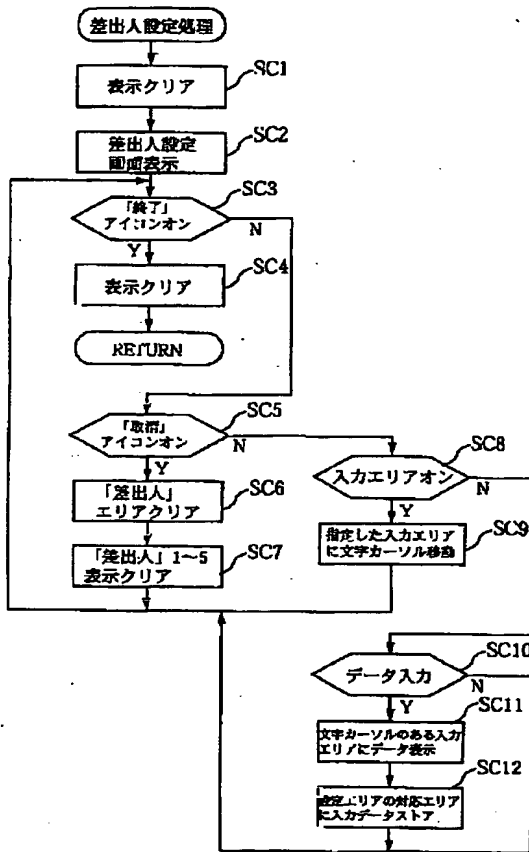 差出人設定処理
SC1
表示クリア
SC2
差出人設定
画面表示
SC3
「終了」
アイコンオン
N
Y
SC4
表示クリア
RETURN
SC5
「取消」
アイコンオン
N
Y
SC6
「差出人」
エリアクリア
SC7
「差出人」1〜5
表示クリア
SC8
入力エリアオン
N
Y
SC9
指定した入力エリア
に文字カーソル移動
SC10
データ入力
N
Y
SC11
文字カーソルのある入力
エリアにデータ表示
SC12
設定エリアの対応エリア
に入力データストア